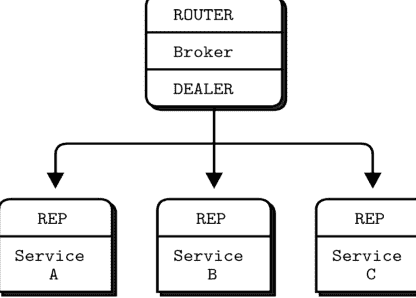 ROUTER
Broker
DEALER
REP
REP
REP
Service
A
Service
B
Service
C